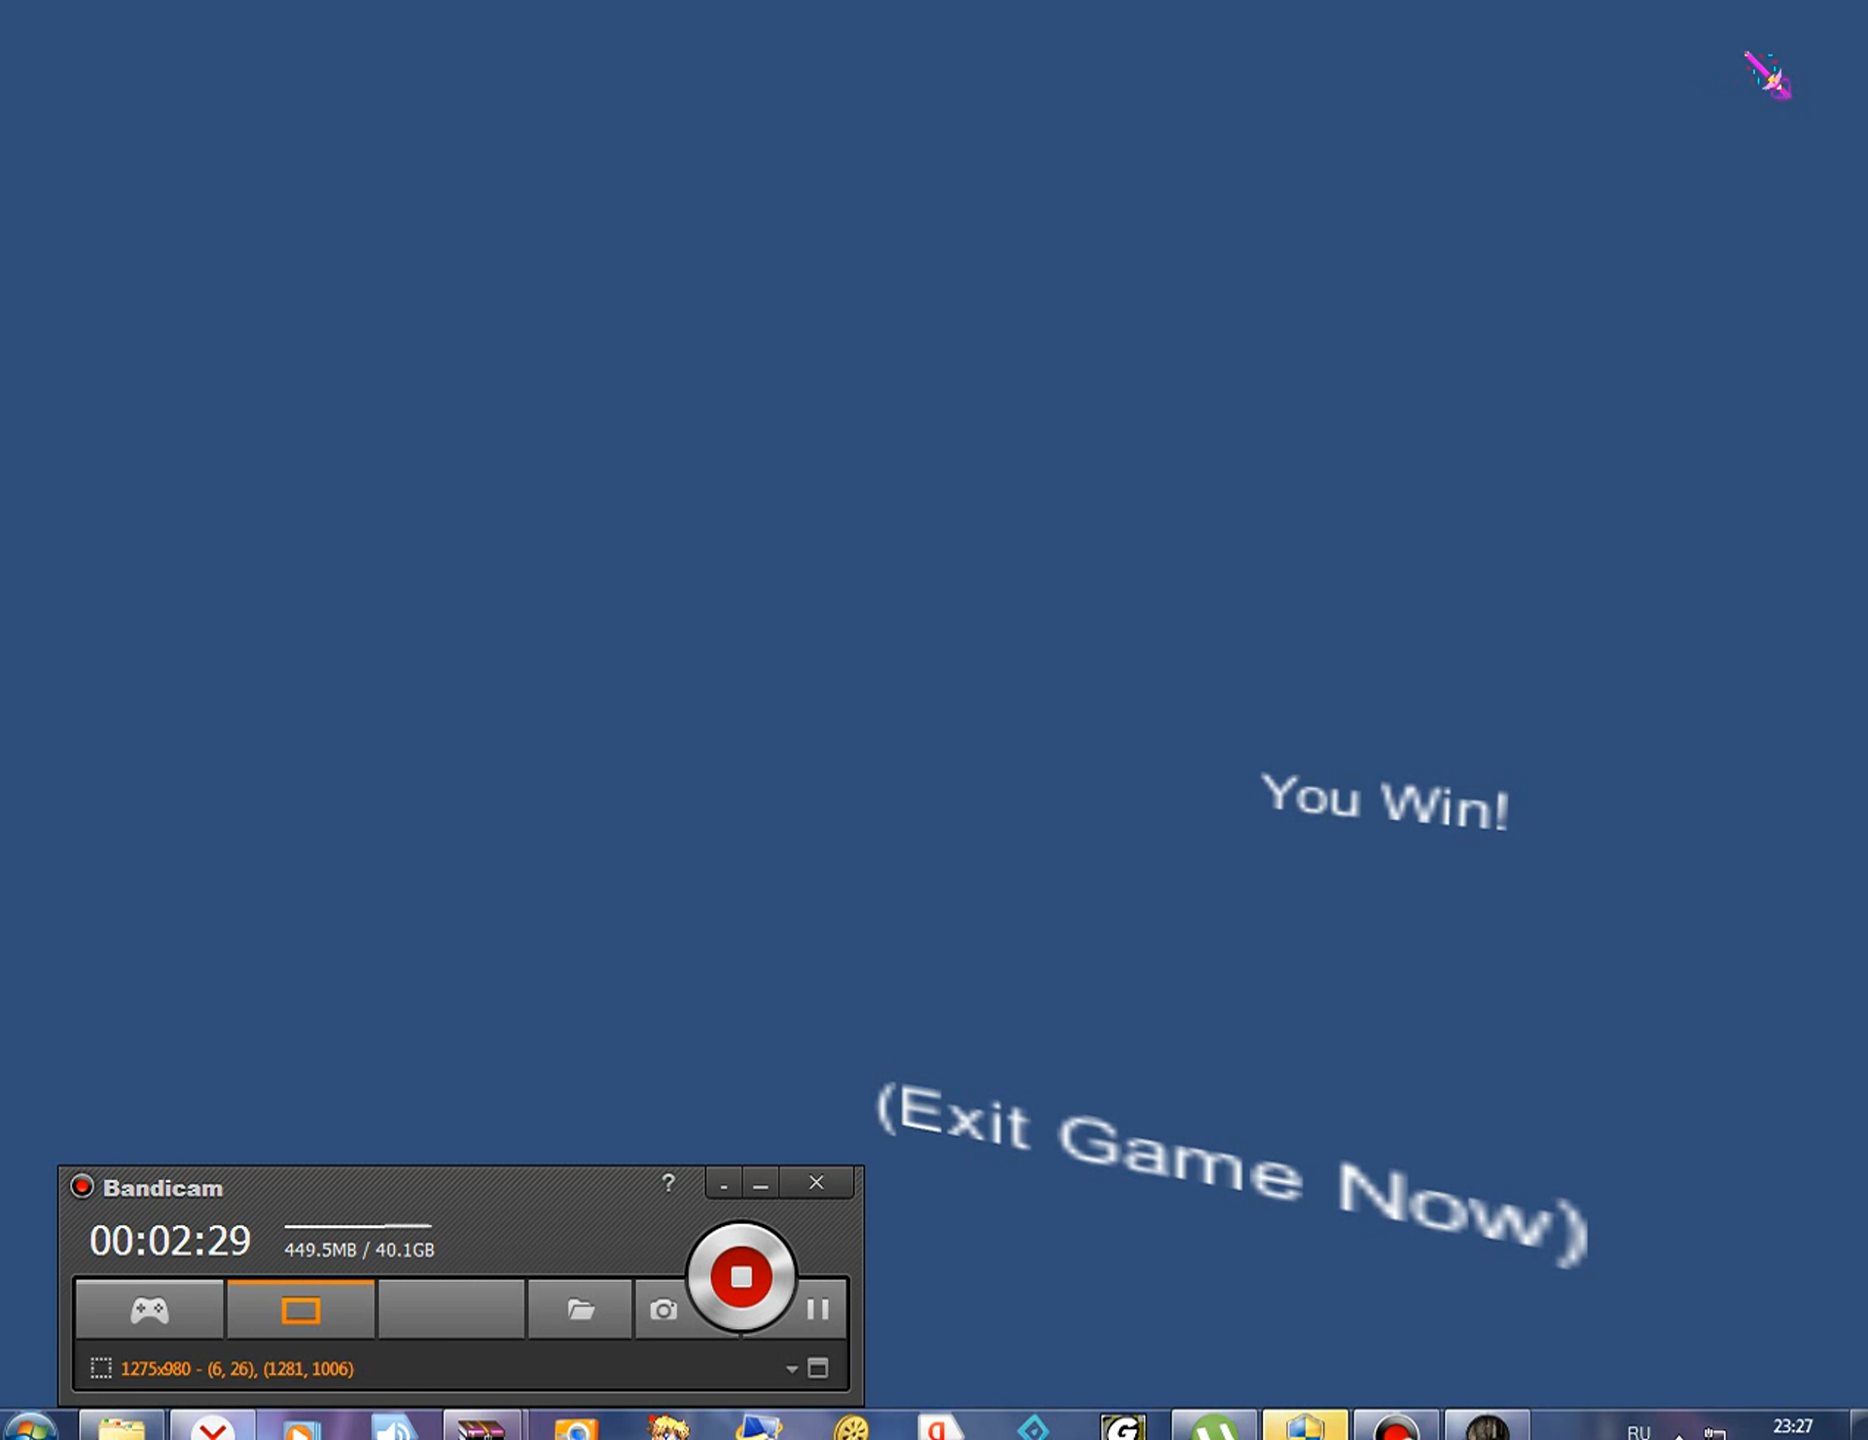 You Win!
(Exit Game Now)
Bandicam
?
00:02:29
449.5MB / 40.1GB
1275x980 - (6, 26), (1281, 1006)
RU
23:27